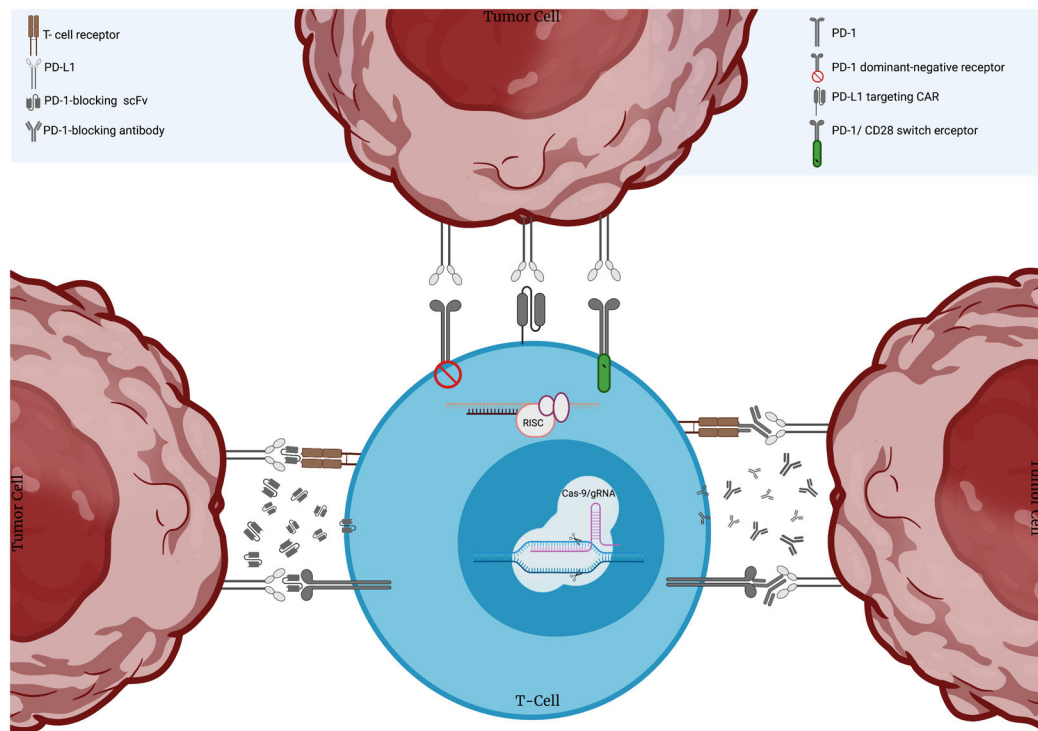 Tumor Cell
T- cell receptor
PD-L1
PD-1-blocking scFv
PD-1-blocking antibody
PD-1
PD-1 dominant-negative receptor
PD-L1 targeting CAR
PD-1/ CD28 switch erceptor
RISC
Cas-9/gRNA
Tumor Cell
Tumor Cell
T-Cell